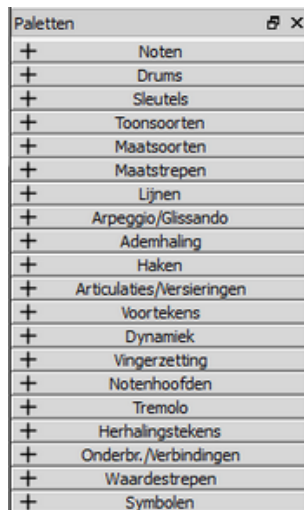 Paletten
Noten
Drums
Sleutels
Toonsoorten
Maatsoorten
Maatstrepen
Lijnen
Arpeggio/Glissando
Ademhaling
Haken
Articulaties/Versieringen
Voortekens
Dynamiek
Vingerzetting
Notenhoofden
Tremolo
Herhalingstekens
Onderbr./Verbindingen
Waardestrepen
Symbolen